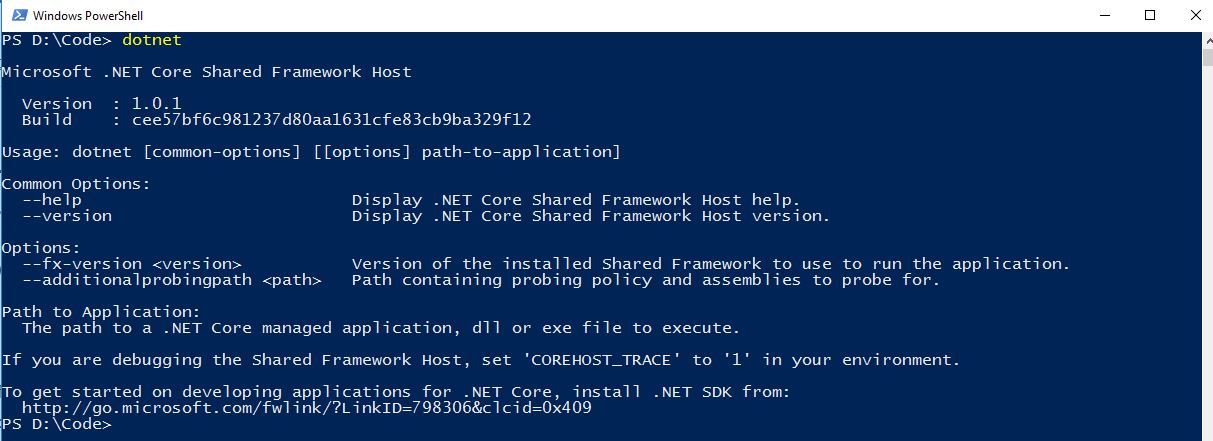 Windows PowerShell
PS D:\Code> dotnet
Microsoft .NET Core Shared Framework Host
Version : 1.0.1
Build : cee57bf6c981237d80aa1631cfe83cb9ba329f12
Usage: dotnet [common-options] [[options] path-to-application]
Common Options:
--help Display .NET Core Shared Framework Host help.
--version Display .NET Core Shared Framework Host version.
Options:
--fx-version <version> Version of the installed Shared Framework to use to run the application.
--additionalprobingpath <path> Path containing probing policy and assemblies to probe for.
Path to Application:
The path to a .NET Core managed application, dll or exe file to execute.
If you are debugging the Shared Framework Host, set 'COREHOST_TRACE' to '1' in your environment.
To get started on developing applications for .NET Core, install .NET SDK from:
http://go.microsoft.com/fwlink/?LinkID=798306&clcid=0x409
PS D:\Code>